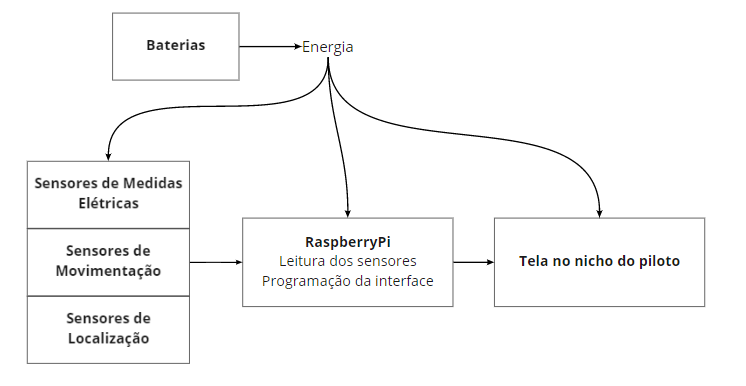 Baterias
Energia
Sensores de Medidas
Elétricas
Sensores de
Movimentação
Sensores de
Localização
RaspberryPi
Leitura dos sensores
Programação da interface
Tela no nicho do piloto